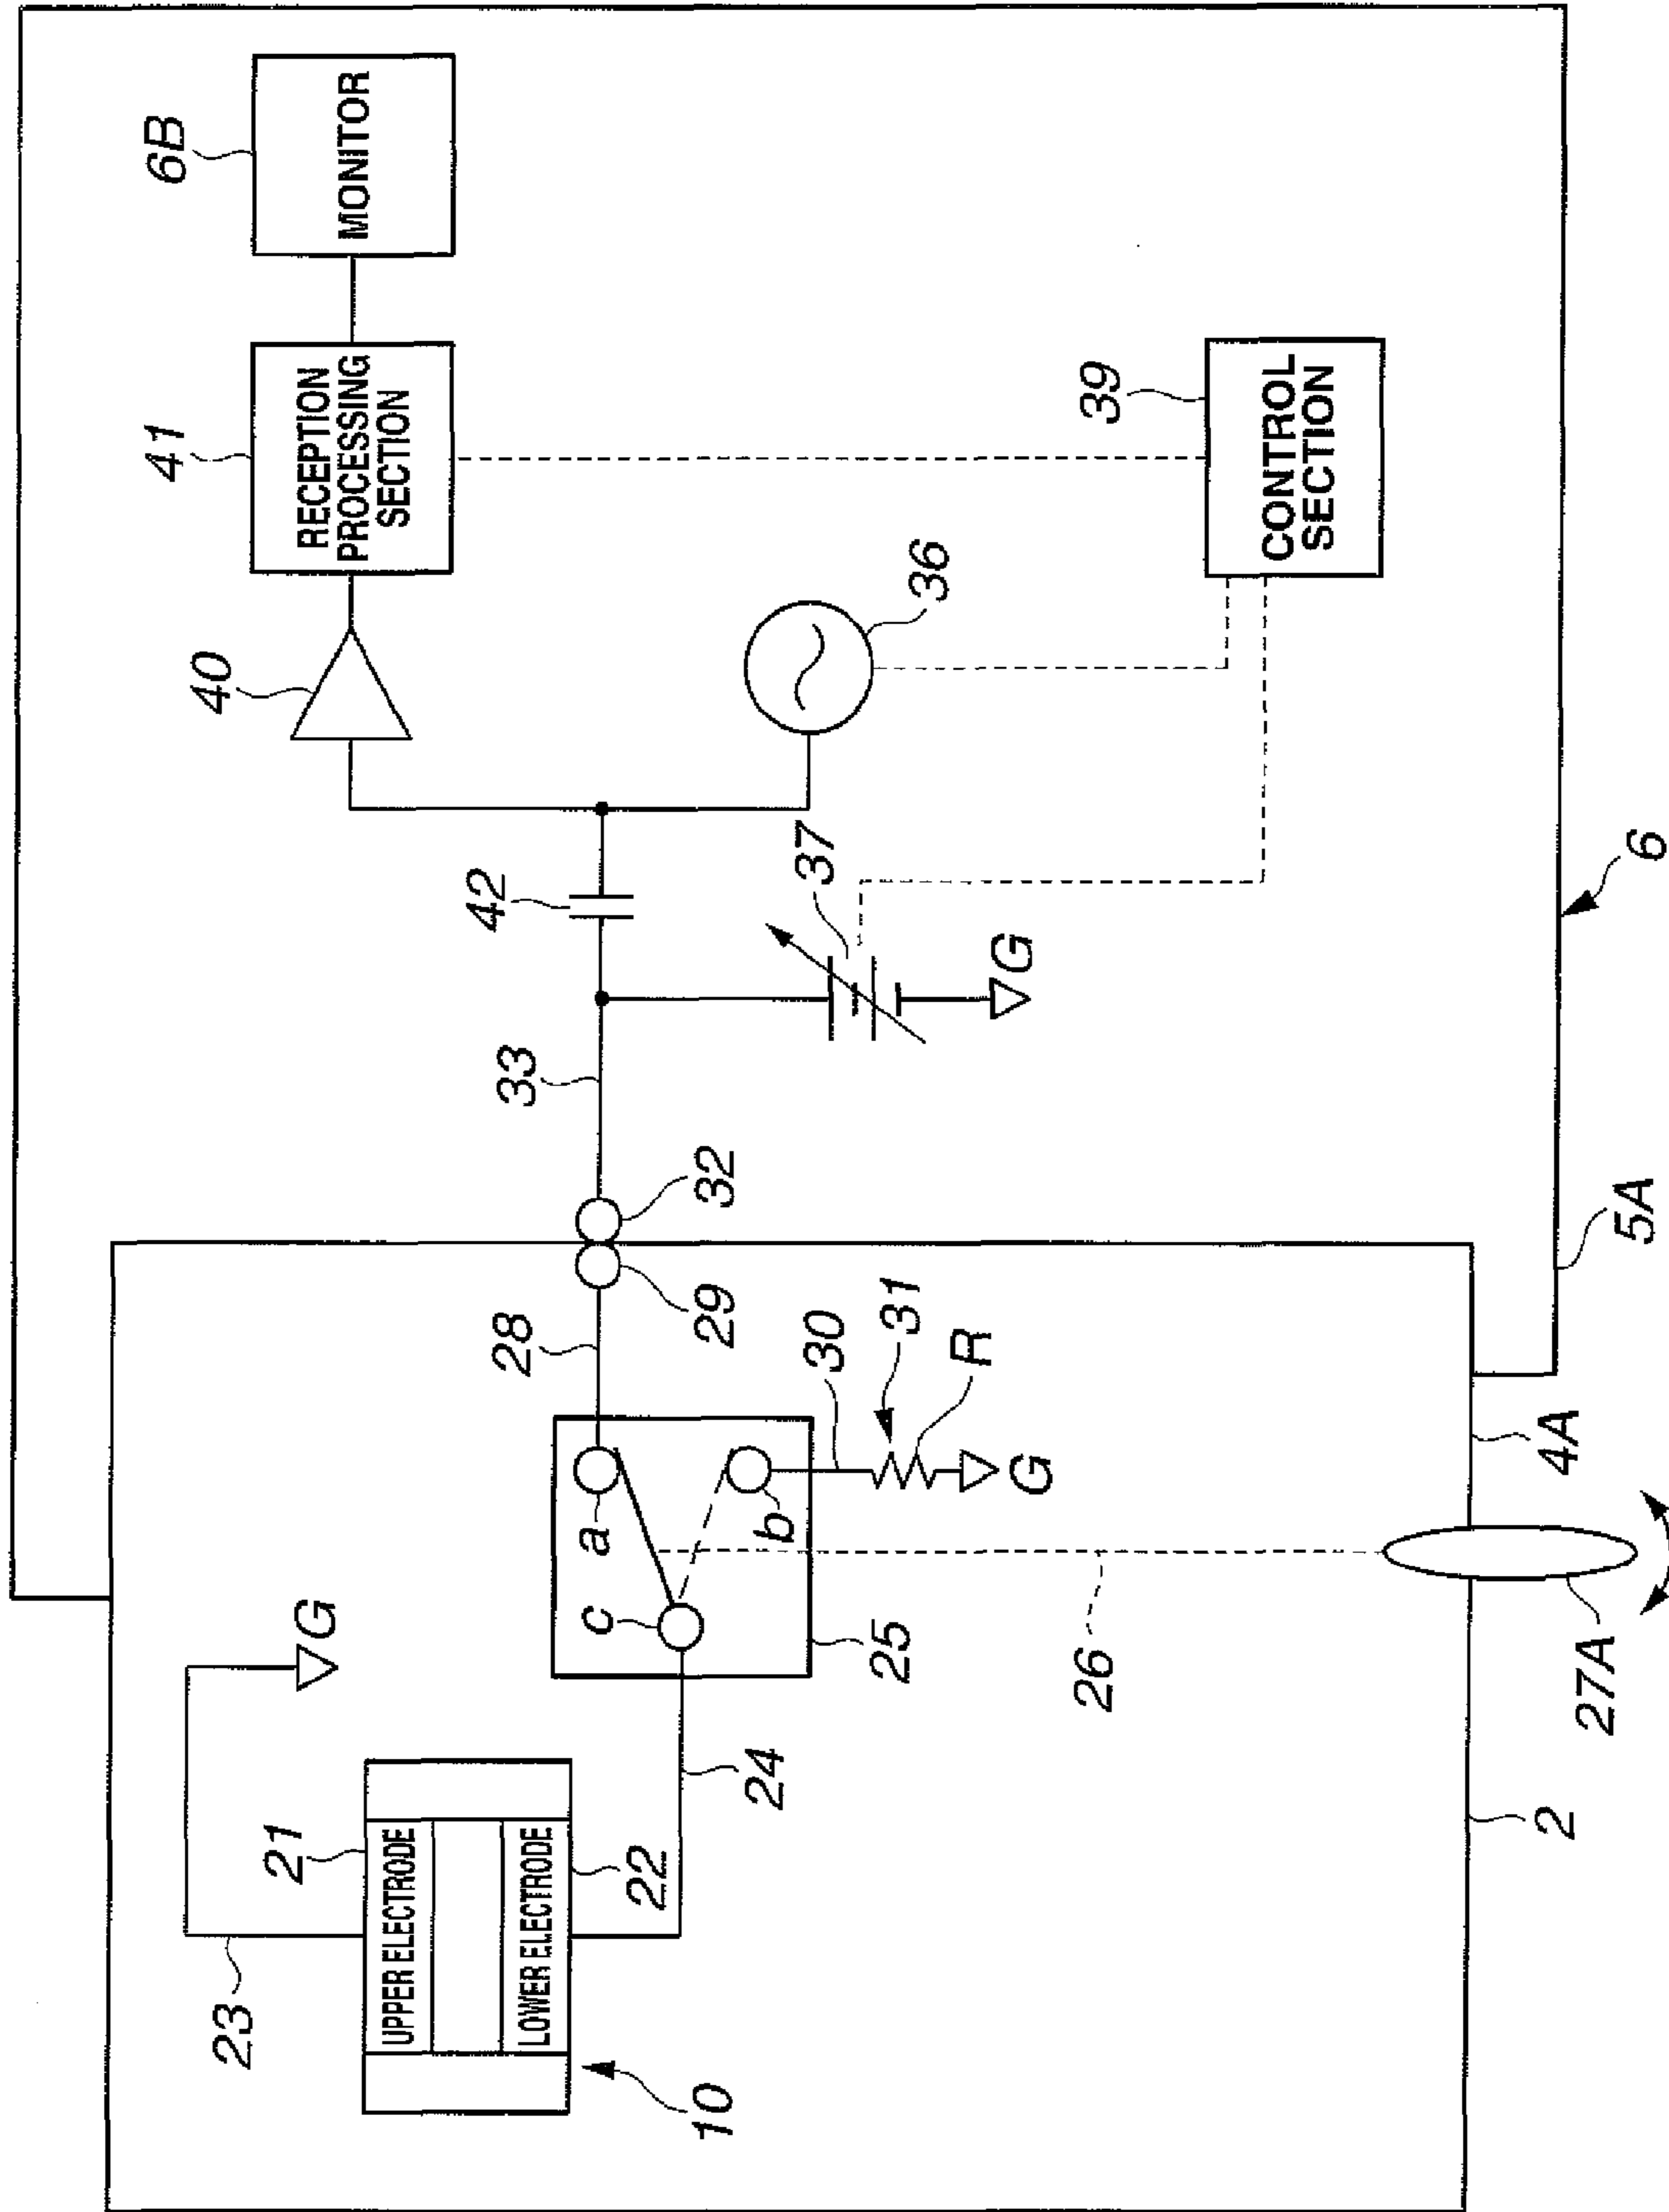 6B
MONITOR
41
RECEPTION
PROCESSING
SECTION
40
36
39
CONTROL
SECTION
42
37
G
33
32
29
28
6
5A
4A
a
b
c
25
30
31
R
G
26
27A
2
G
23
21
UPPER ELECTRODE
LOWER ELECTRODE
22
24
10